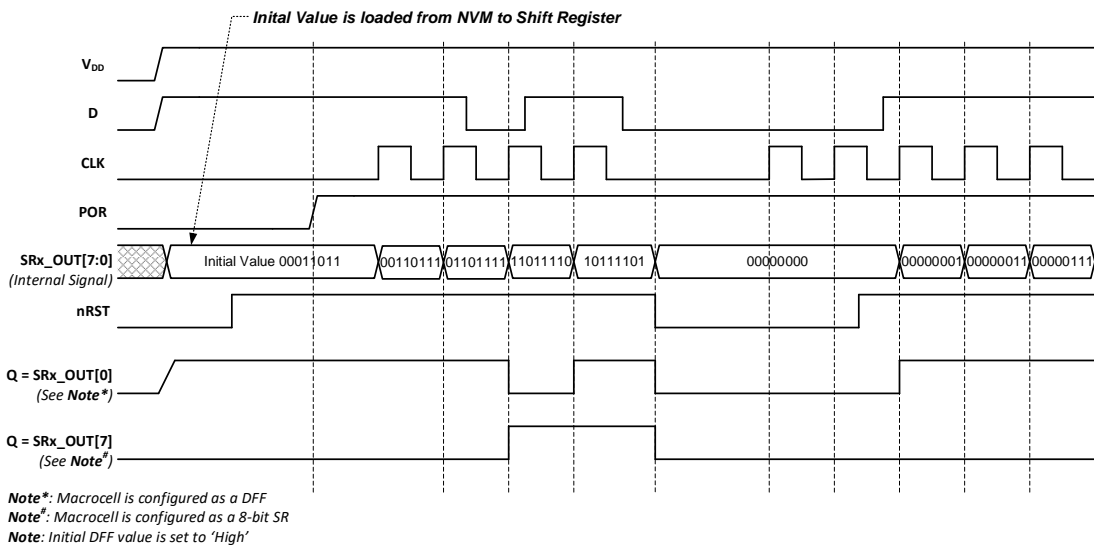 Inital Value is loaded from NVM to Shift Register
VDD
D
CLK
POR
SRx_OUT[7:0]
(Internal Signal)
Initial Value 00011011 00110111 01101111 11011110 10111101 00000000 00000001 00000011 00000111
nRST
Q = SRx_OUT[0]
(See Note*)
Q = SRx_OUT[7]
(See Note#)
Note*: Macrocell is configured as a DFF
Note#: Macrocell is configured as a 8-bit SR
Note: Initial DFF value is set to ‘High’